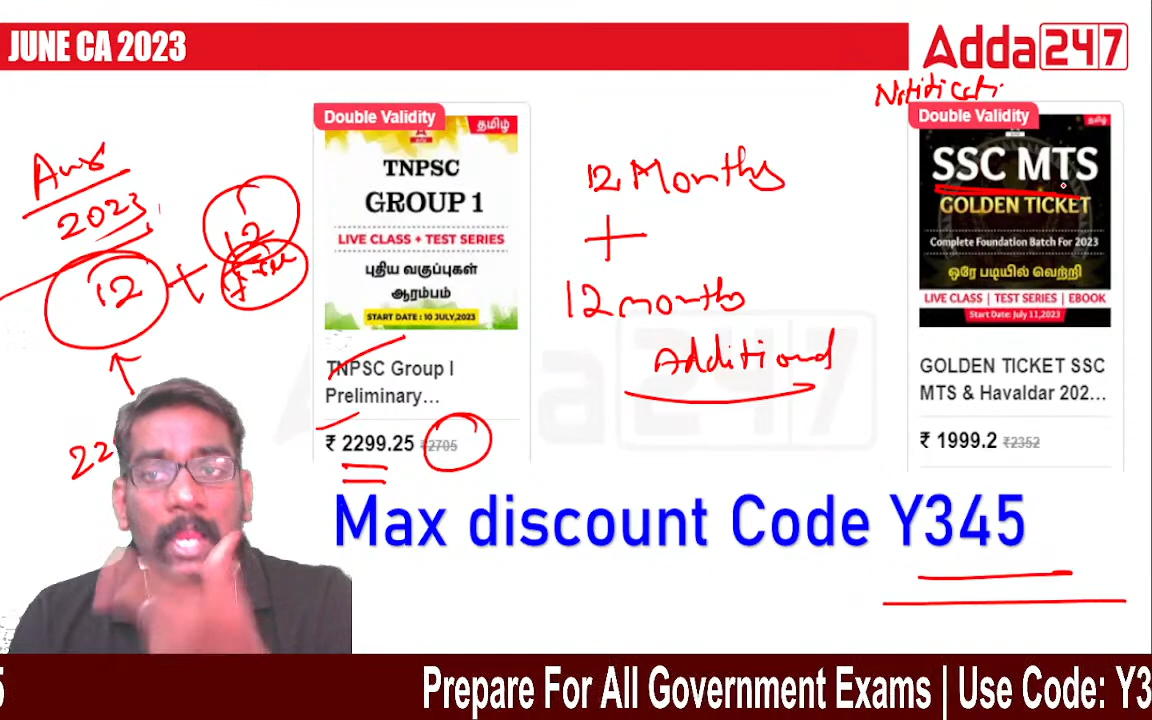 JUNE CA 2023
Adda247
Double Validity
தமிழ்
TNPSC
GROUP 1
LIVE CLASS + TEST SERIES
புதிய வகுப்புகள்
ஆரம்பம்
START DATE : 10 JULY,2023
TNPSC Group I
Preliminary...
₹ 2299.25 ₹2705
2023
12 + 12
12 Months
+
12 months
Additional
Double Validity
தமிழ்
SSC MTS
GOLDEN TICKET
Complete Foundation Batch For 2023
ஒரே படியில் வெற்றி
LIVE CLASS | TEST SERIES | EBOOK
Start Date: July 11,2023
GOLDEN TICKET SSC
MTS & Havaldar 202...
₹ 1999.2 ₹2352
Max discount Code Y345
5
Prepare For All Government Exams | Use Code: Y3